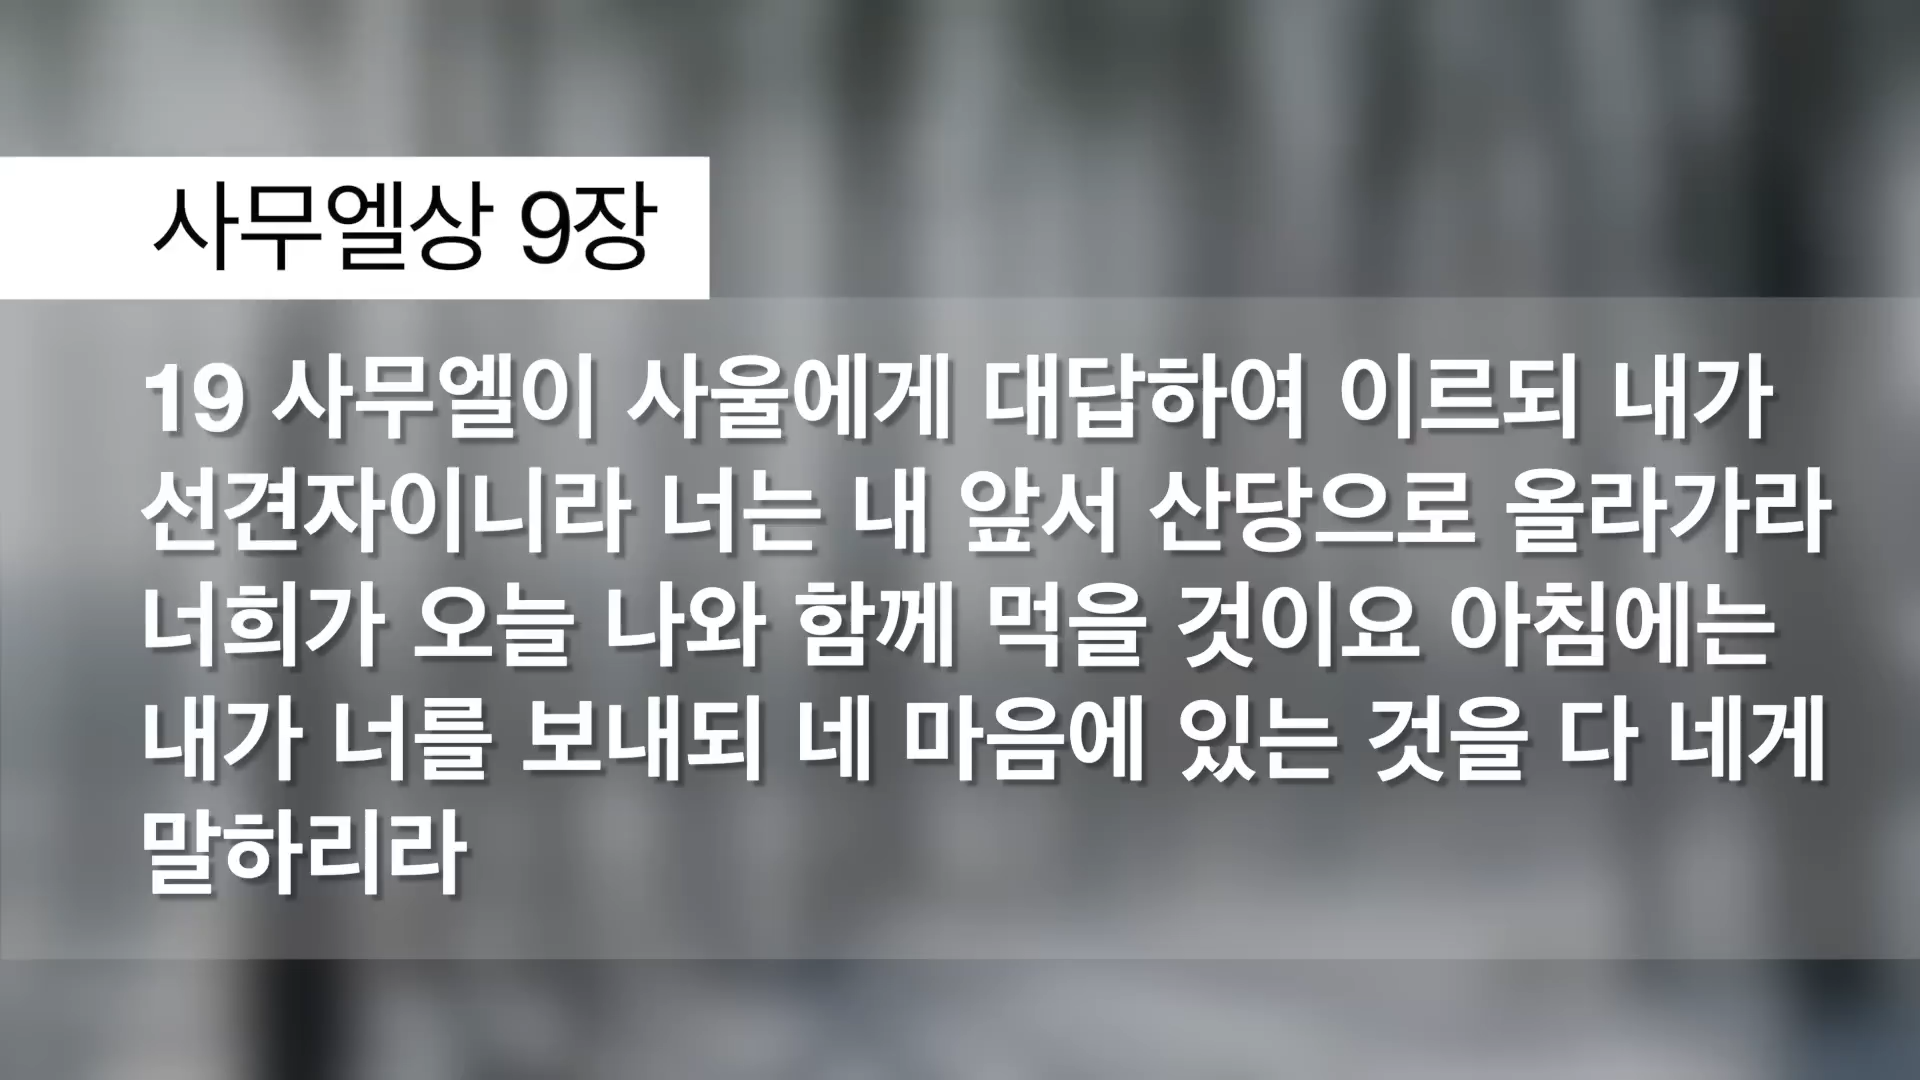 사무엘상 9장
19 사무엘이 사울에게 대답하여 이르되 내가
선견자이니라 너는 내 앞서 산당으로 올라가라
너희가 오늘 나와 함께 먹을 것이요 아침에는
내가 너를 보내되 네 마음에 있는 것을 다 네게
말하리라